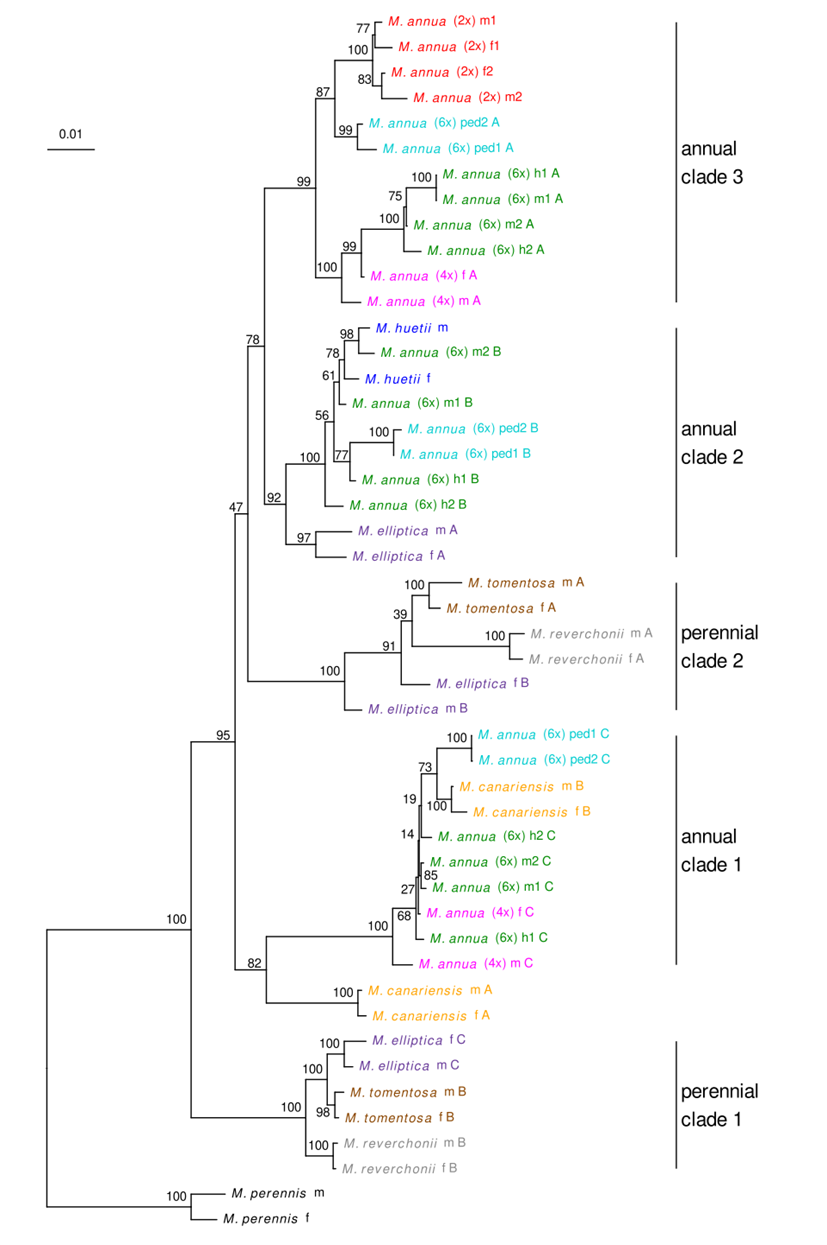 77
M. annua (2x) m1
M. annua (2x) f1
100
M. annua (2x) f2
83
87
M. annua (2x) m2
0.01
M. annua (6x) ped2 A
99
M. annua (6x) ped1 A
annual
clade 3
M. annua (6x) h1 A
100
99
75
M. annua (6x) m1 A
100
M. annua (6x) m2 A
99
M. annua (6x) h2 A
100
M. annua (4x) f A
M. annua (4x) m A
M. huetii m
98
78
78
M. annua (6x) m2 B
61
M. huetii f
M. annua (6x) m1 B
56
M. annua (6x) ped2 B
100
annual
clade 2
100
77
M. annua (6x) ped1 B
M. annua (6x) h1 B
92
M. annua (6x) h2 B
47
M. elliptica m A
97
M. elliptica f A
100
M. tomentosa m A
M. tomentosa f A
39
M. reverchonii m A
100
perennial
clade 2
91
M. reverchonii f A
100
M. elliptica f B
M. elliptica m B
95
M. annua (6x) ped1 C
100
M. annua (6x) ped2 C
73
M. canariensis m B
19
100
M. canariensis f B
14
M. annua (6x) h2 C
annual
clade 1
M. annua (6x) m2 C
85
27
M. annua (6x) m1 C
68
M. annua (4x) f C
100
100
M. annua (6x) h1 C
82
M. annua (4x) m C
M. canariensis m A
100
M. canariensis f A
M. elliptica f C
100
M. elliptica m C
100
M. tomentosa m B
perennial
clade 1
100
98
M. tomentosa f B
M. reverchonii m B
100
M. reverchonii f B
M. perennis m
100
M. perennis f